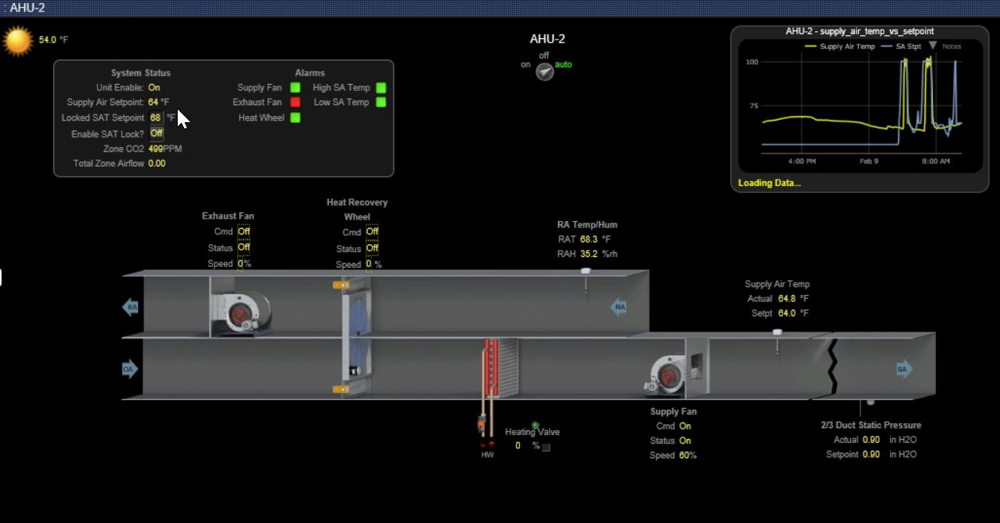 : AHU-2
54.0 °F
AHU-2
off
on auto
System Status
Unit Enable: On
Supply Air Setpoint: 64 °F
Locked SAT Setpoint 68 °F
Enable SAT Lock? Off
Zone CO2 499PPM
Total Zone Airflow 0.00
Alarms
Supply Fan High SA Temp
Exhaust Fan Low SA Temp
Heat Wheel
AHU-2 - supply_air_temp_vs_setpoint
Supply Air Temp SA Stpt Notes
100
75
4:00 PM Feb 9 8:00 AM
Loading Data...
Exhaust Fan
Cmd Off
Status Off
Speed 0%
Heat Recovery
Wheel
Cmd Off
Status Off
Speed 0 %
RA Temp/Hum
RAT 68.3 °F
RAH 35.2 %rh
Supply Air Temp
Actual 64.8 °F
Setpt 64.0 °F
EA
RA
OA
SA
Heating Valve
0 %
HW
Supply Fan
Cmd On
Status On
Speed 60%
2/3 Duct Static Pressure
Actual 0.90 in H2O
Setpoint 0.90 in H2O